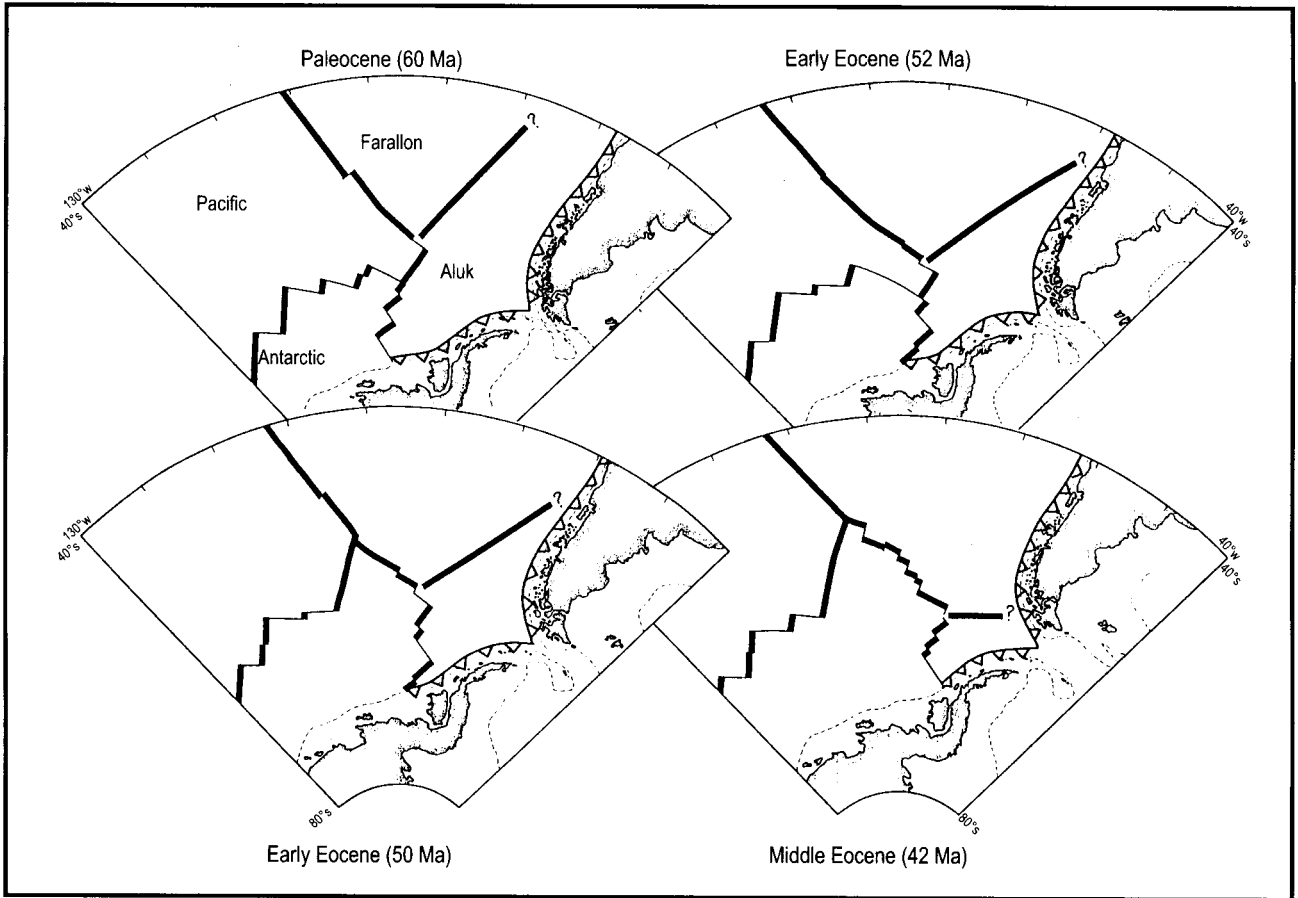 Paleocene (60 Ma)
Early Eocene (52 Ma)
Farallon
?
Pacific
Aluk
Antarctic
130°W
40°S
?
40°W
40°S
130°W
40°S
?
80°S
?
40°W
40°S
80°S
Early Eocene (50 Ma)
Middle Eocene (42 Ma)